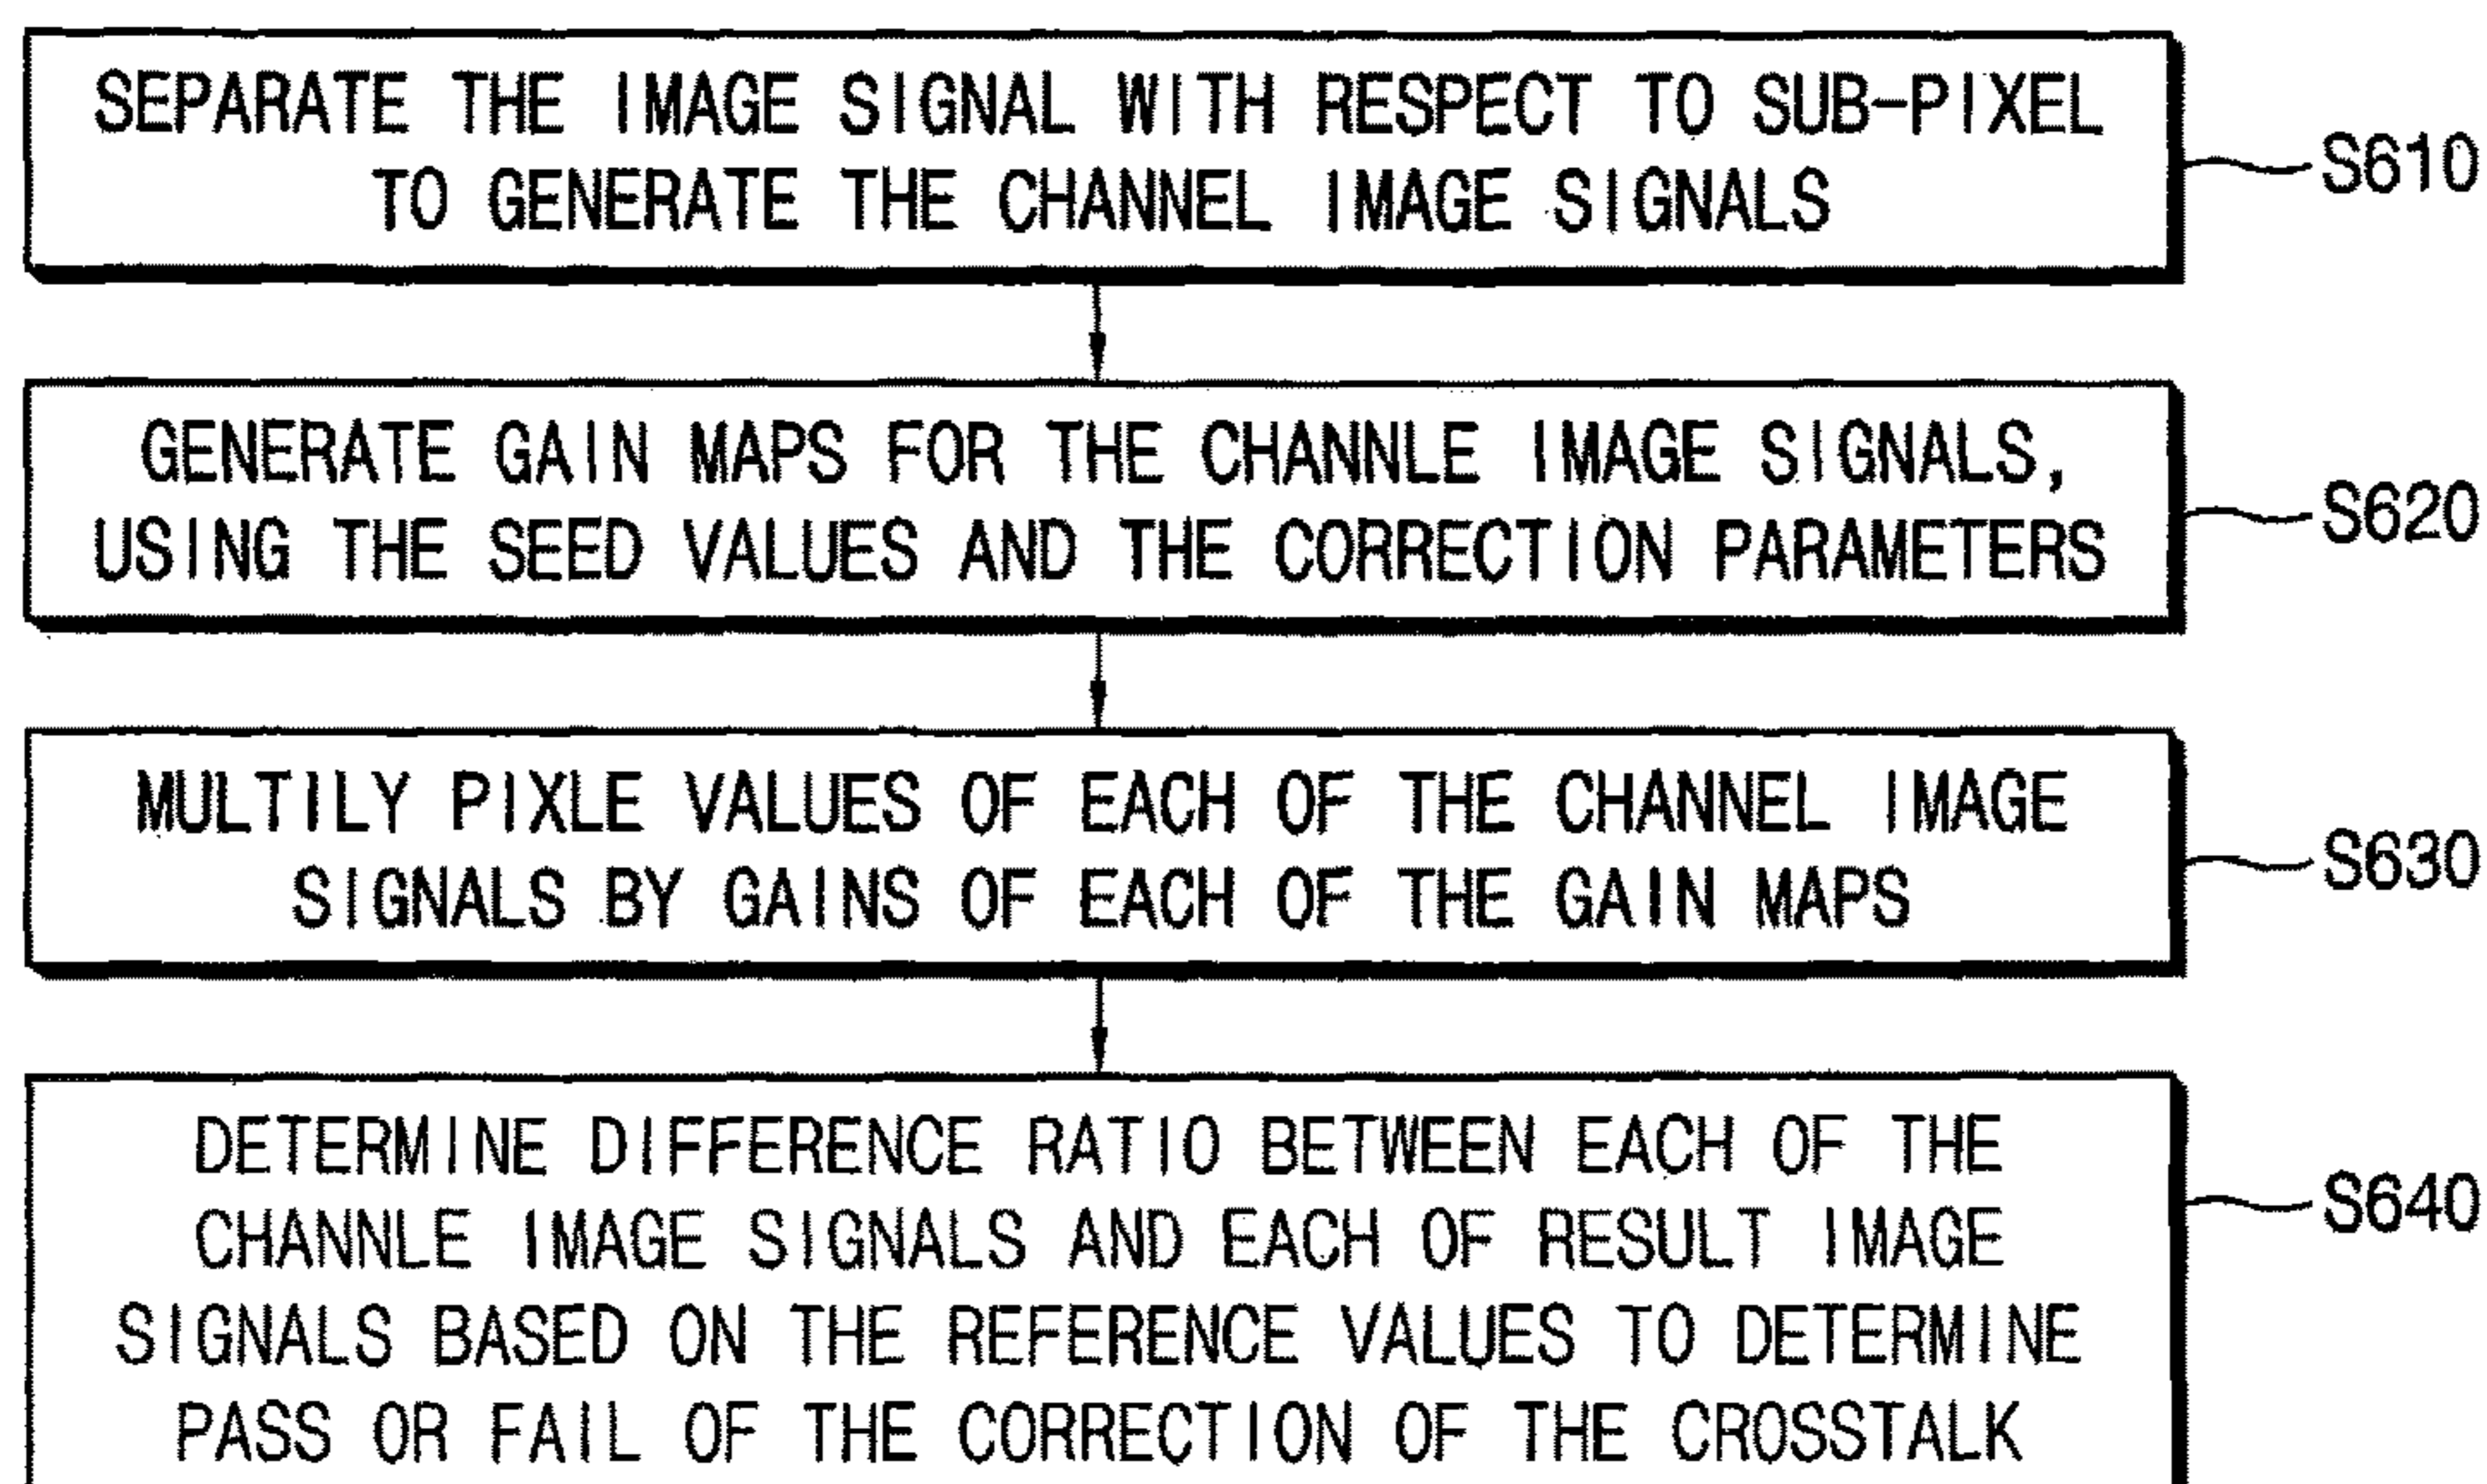 SEPARATE THE IMAGE SIGNAL WITH RESPECT TO SUB-PIXEL
TO GENERATE THE CHANNEL IMAGE SIGNALS
S610
GENERATE GAIN MAPS FOR THE CHANNLE IMAGE SIGNALS,
USING THE SEED VALUES AND THE CORRECTION PARAMETERS
S620
MULTILY PIXLE VALUES OF EACH OF THE CHANNEL IMAGE
SIGNALS BY GAINS OF EACH OF THE GAIN MAPS
S630
DETERMINE DIFFERENCE RATIO BETWEEN EACH OF THE
CHANNLE IMAGE SIGNALS AND EACH OF RESULT IMAGE
SIGNALS BASED ON THE REFERENCE VALUES TO DETERMINE
PASS OR FAIL OF THE CORRECTION OF THE CROSSTALK
S640